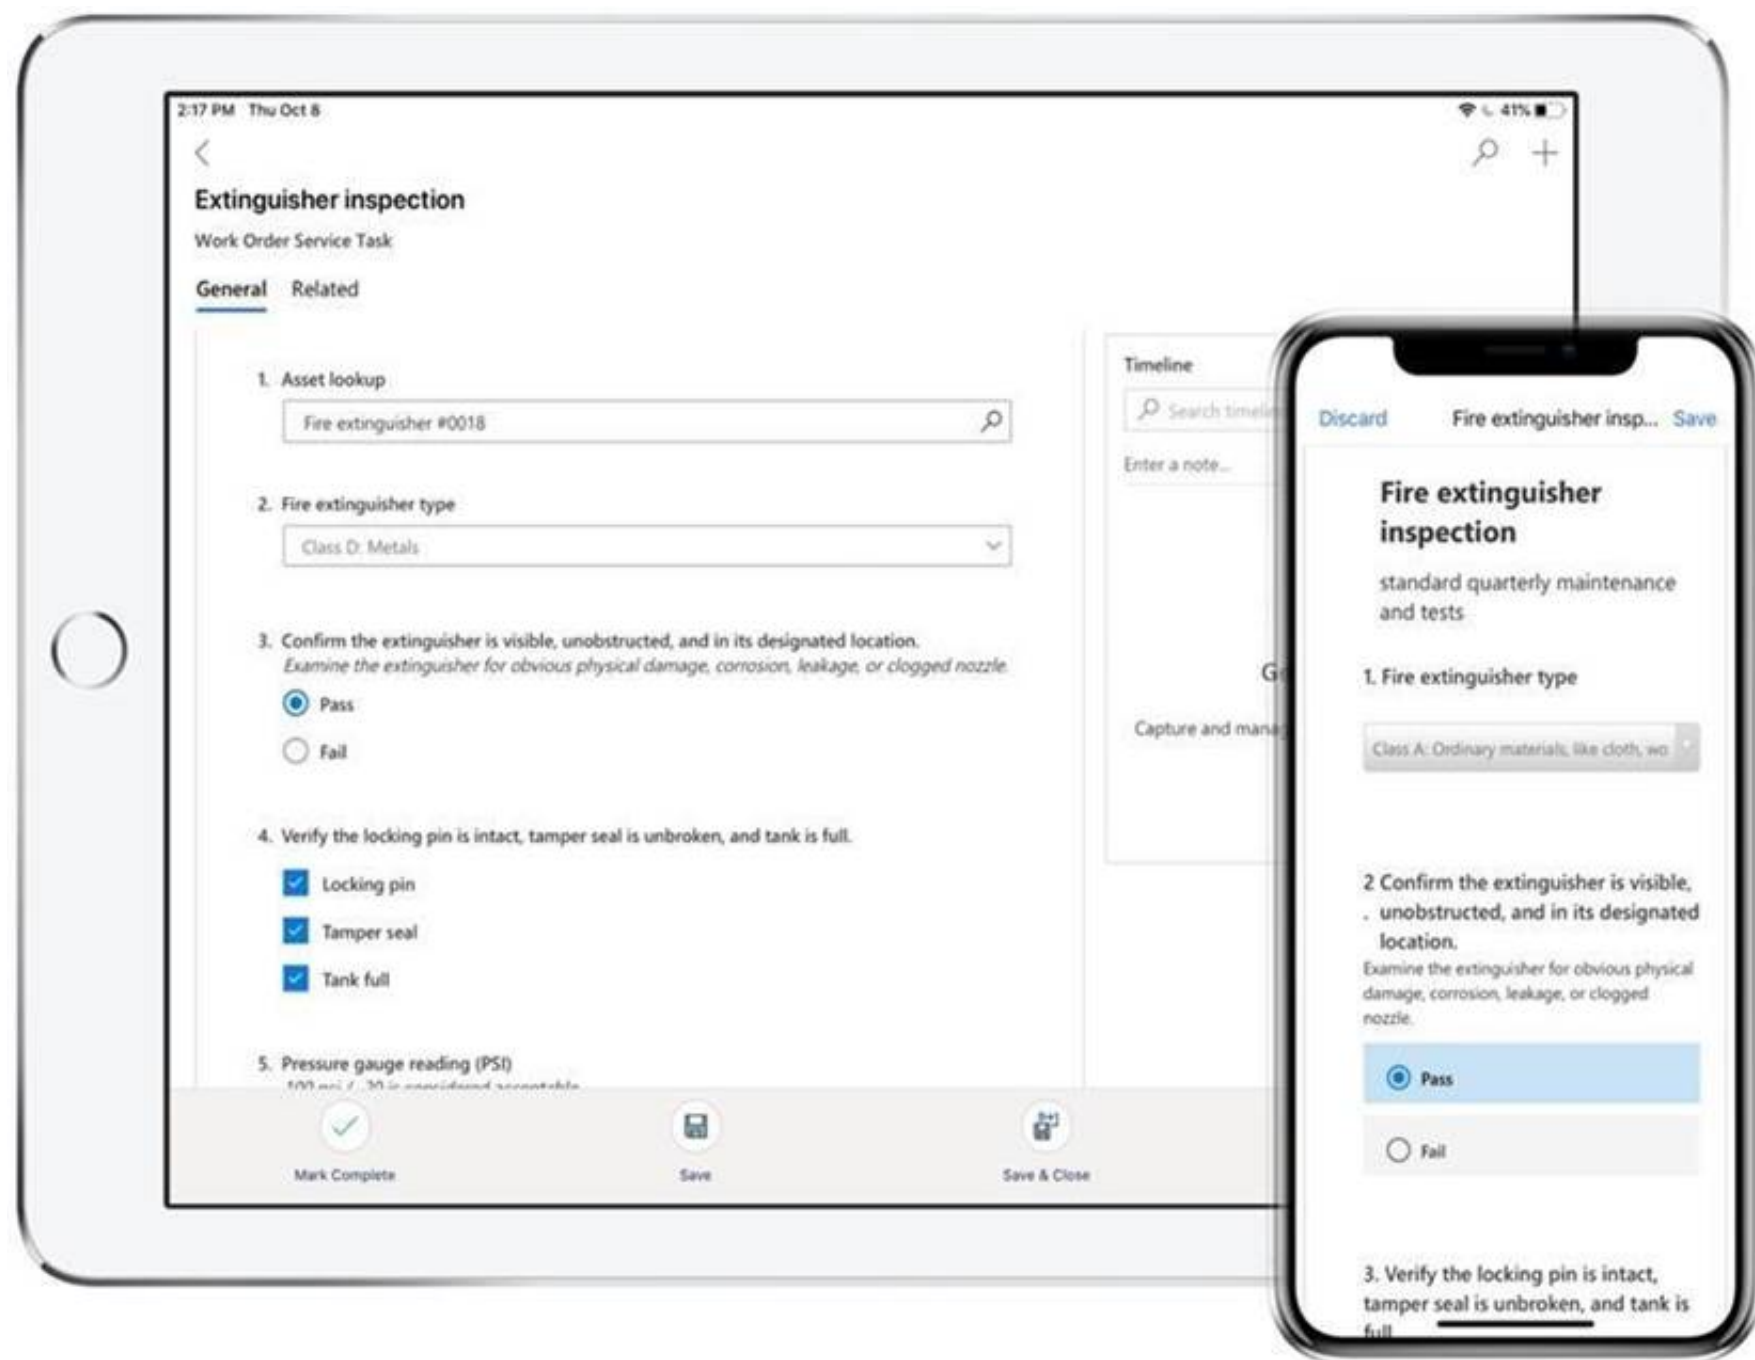 2:17 PM Thu Oct 8
41%
Extinguisher inspection
Work Order Service Task
General Related
1. Asset lookup
Fire extinguisher #0018
2. Fire extinguisher type
Class D: Metals
3. Confirm the extinguisher is visible, unobstructed, and in its designated location.
Examine the extinguisher for obvious physical damage, corrosion, leakage, or clogged nozzle.
Pass
Fail
4. Verify the locking pin is intact, tamper seal is unbroken, and tank is full.
Locking pin
Tamper seal
Tank full
5. Pressure gauge reading (PSI)
is considered acceptable
Mark Complete
Save
Save & Close
Timeline
Search timelin
Enter a note...
Capture and mana
Discard Fire extinguisher insp... Save
Fire extinguisher
inspection
standard quarterly maintenance
and tests
1. Fire extinguisher type
Class A: Ordinary materials, like cloth, wo
2 Confirm the extinguisher is visible,
. unobstructed, and in its designated
location.
Examine the extinguisher for obvious physical
damage, corrosion, leakage, or clogged
nozzle.
Pass
Fail
3. Verify the locking pin is intact,
tamper seal is unbroken, and tank is
full